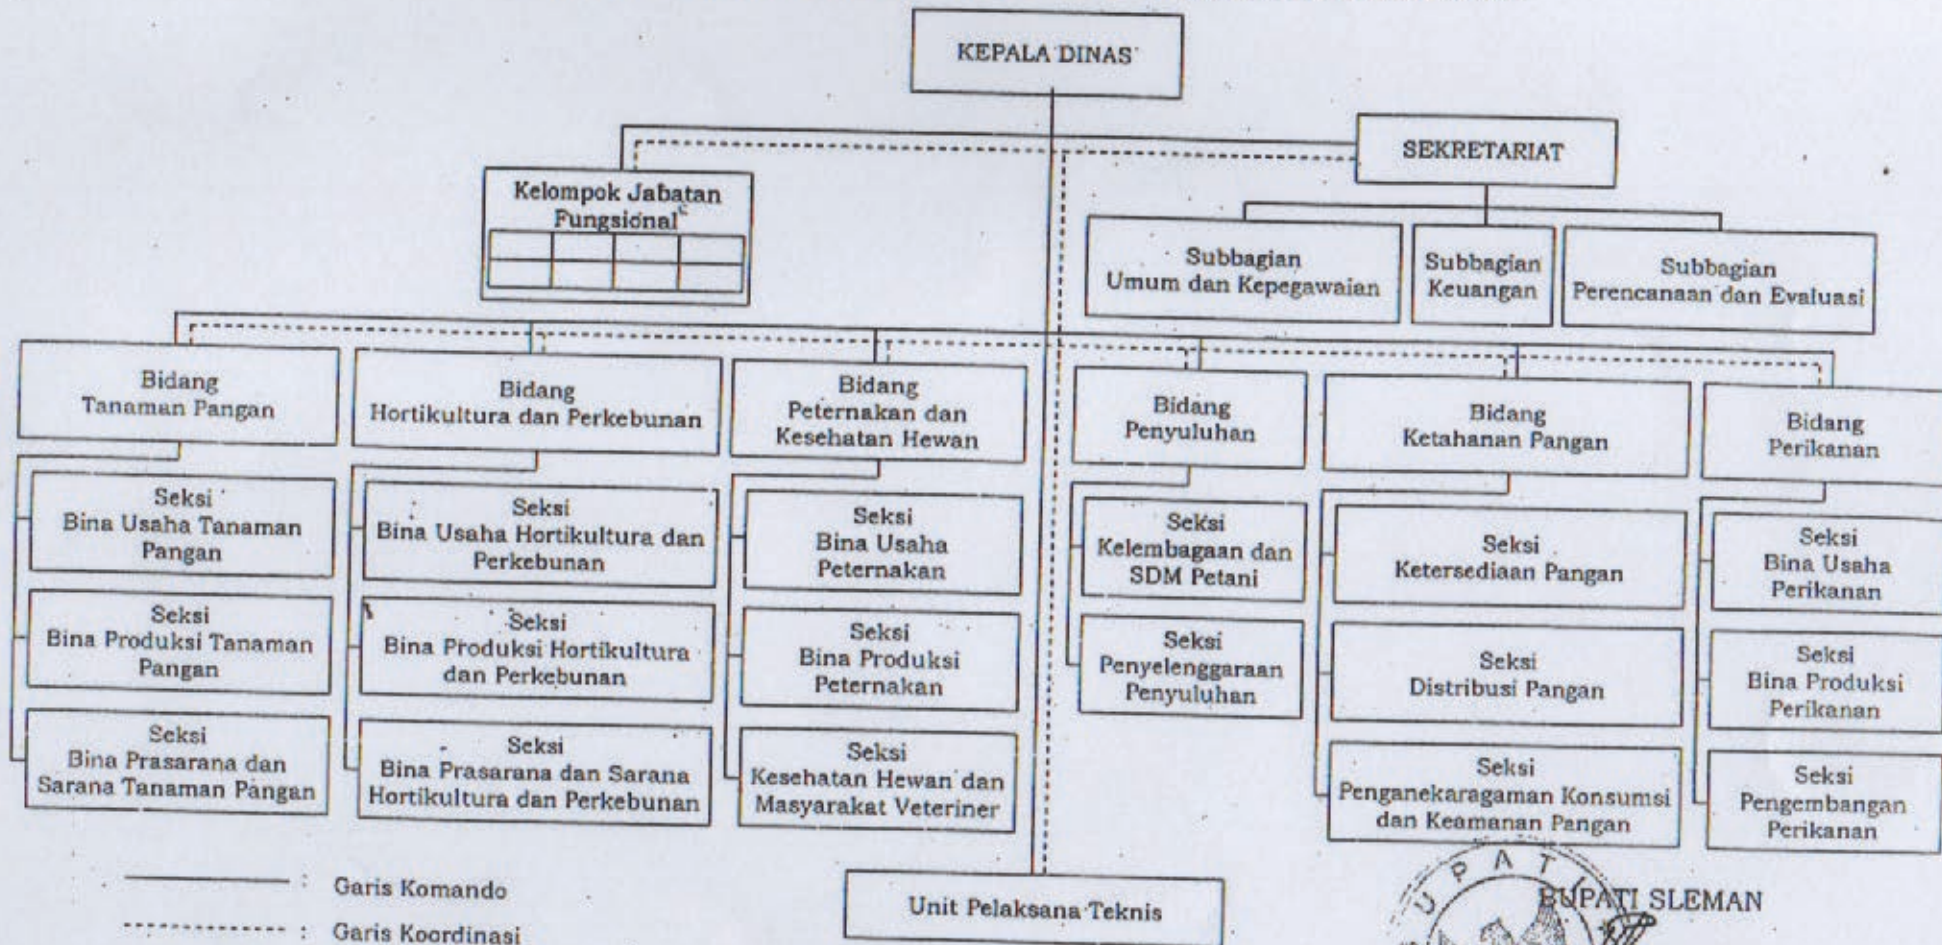 KEPALA DINAS
SEKRETARIAT
Kelompok Jabatan
Fungsional
Subbagian
Umum dan Kepegawaian
Subbagian
Keuangan
Subbagian
Perencanaan dan Evaluasi
Bidang
Tanaman Pangan
Bidang
Hortikultura dan Perkebunan
Bidang
Peternakan dan
Kesehatan Hewan
Bidang
Penyuluhan
Bidang
Ketahanan Pangan
Bidang
Perikanan
Seksi
Bina Usaha Tanaman
Pangan
Seksi
Bina Usaha Hortikultura dan
Perkebunan
Seksi
Bina Usaha
Peternakan
Seksi
Kelembagaan dan
SDM Petani
Seksi
Ketersediaan Pangan
Seksi
Bina Usaha
Perikanan
Seksi
Bina Produksi Tanaman
Pangan
Seksi
Bina Produksi Hortikultura
dan Perkebunan
Seksi
Bina Produksi
Peternakan
Seksi
Penyelenggaraan
Penyuluhan
Seksi
Distribusi Pangan
Seksi
Bina Produksi
Perikanan
Seksi
Bina Prasarana dan
Sarana Tanaman Pangan
Seksi
Bina Prasarana dan Sarana
Hortikultura dan Perkebunan
Seksi
Kesehatan Hewan dan
Masyarakat Veteriner
Seksi
Penganekaragaman Konsumsi
dan Keamanan Pangan
Seksi
Pengembangan
Perikanan
: Garis Komando
: Garis Koordinasi
Unit Pelaksana Teknis
UPATI
BUPATI SLEMAN